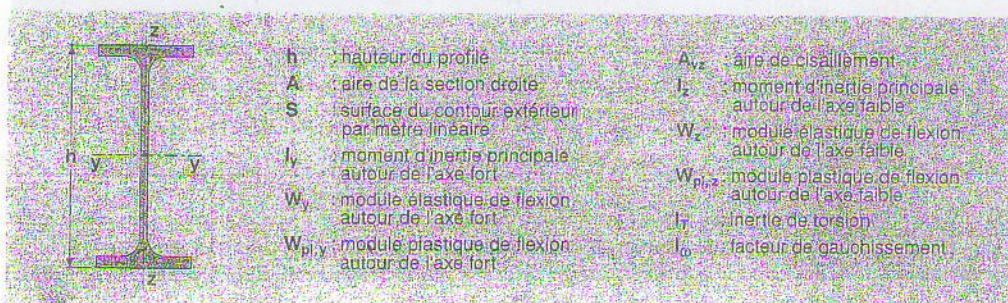 z
h
y y
z
h : hauteur du profilé
A : aire de la section droite
S : surface du contour extérieur
par mètre linéaire
Iy : moment d'inertie principale
autour de l'axe fort
Wy : module élastique de flexion
autour de l'axe fort
Wpl,y : module plastique de flexion
autour de l'axe fort
Avz : aire de cisaillement
Iz : moment d'inertie principale
autour de l'axe faible
Wz : module élastique de flexion
autour de l'axe faible
Wpl,z : module plastique de flexion
autour de l'axe faible
IT : inertie de torsion
Iω : facteur de gauchissement